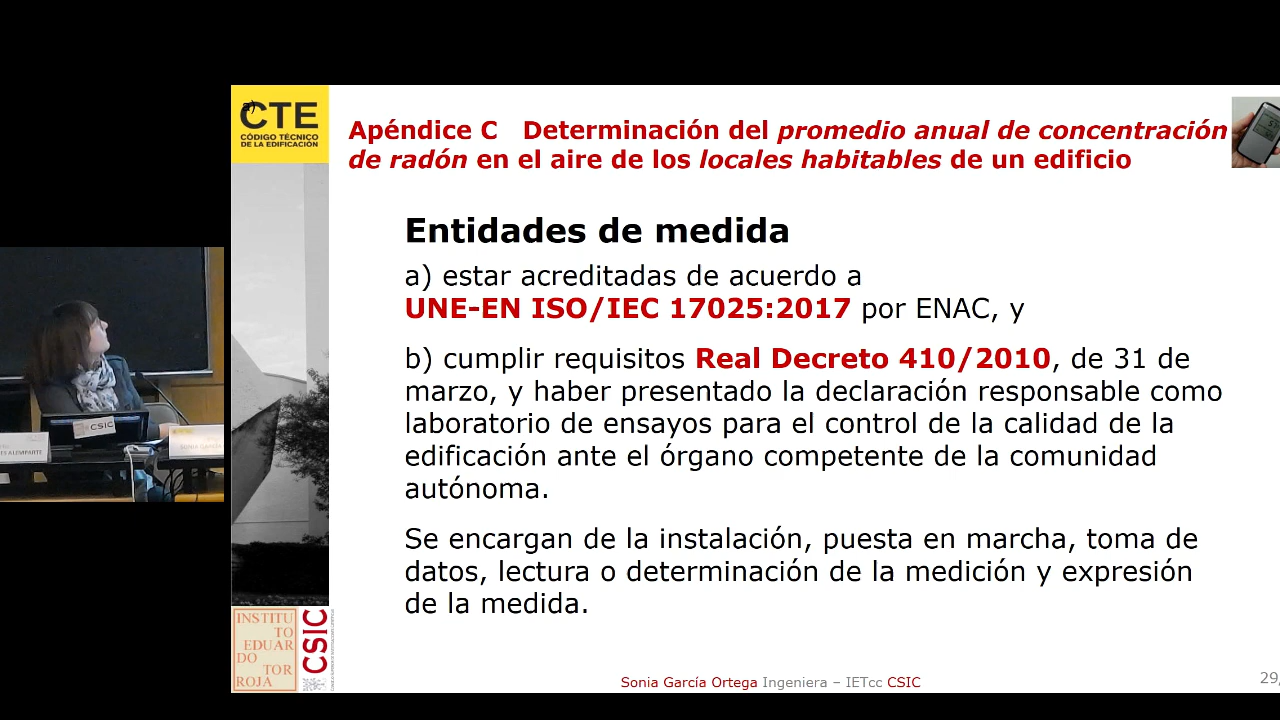 a)
CTE
CÓDIGO TÉCNICO
DE LA EDIFICACIÓN
Apéndice C Determinación del promedio anual de concentración
de radón en el aire de los locales habitables de un edificio
Entidades de medida
a) estar acreditadas de acuerdo a
UNE-EN ISO/IEC 17025:2017 por ENAC, y
b) cumplir requisitos Real Decreto 410/2010, de 31 de
marzo, y haber presentado la declaración responsable como
laboratorio de ensayos para el control de la calidad de la
edificación ante el órgano competente de la comunidad
autónoma.
Se encargan de la instalación, puesta en marcha, toma de
datos, lectura o determinación de la medición y expresión
de la medida.
CSIC
SONIA GARCÍA
INSTITU
TO
EDUAR
DO
TOR
ROJA
CSIC
Sonia García Ortega Ingeniera – IETcc CSIC
29/